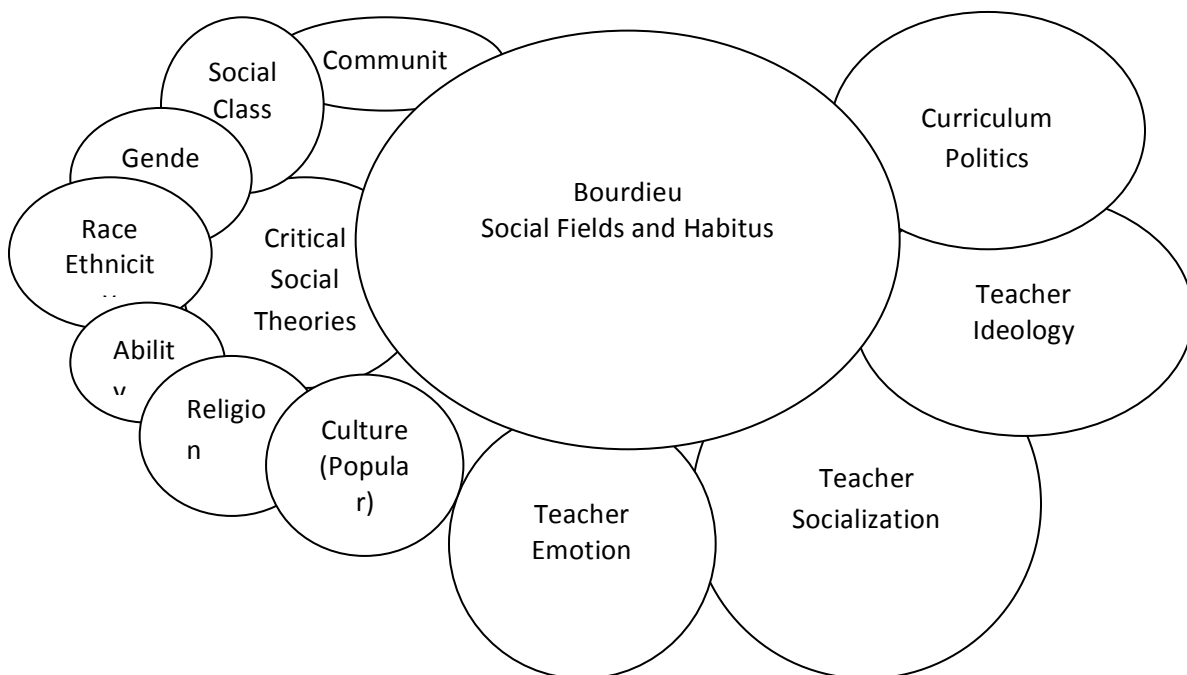 Communit
Social
Class
Gende
Race
Ethnicit
Abilit
y
Religio
n
Culture
(Popula
r)
Critical
Social
Theories
Bourdieu
Social Fields and Habitus
Curriculum
Politics
Teacher
Ideology
Teacher
Socialization
Teacher
Emotion